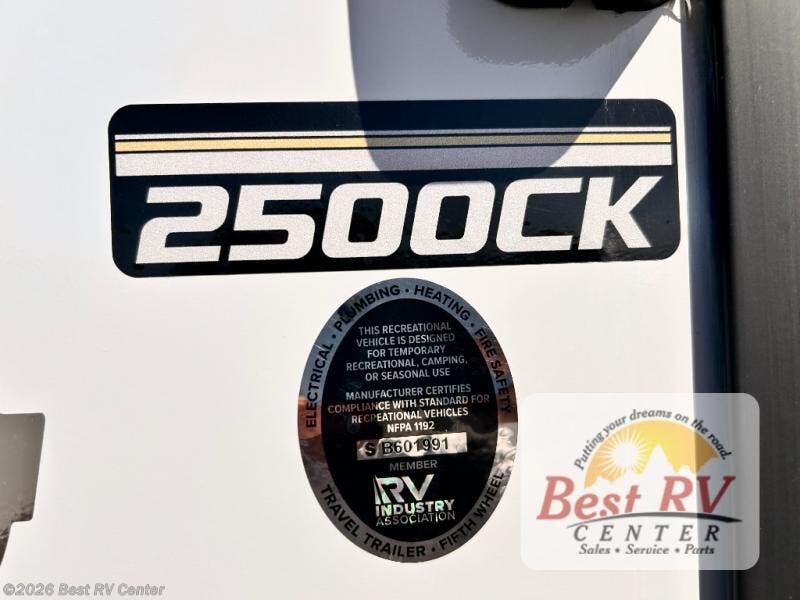 2500CK
ELECTRICAL • PLUMBING • HEATING • FIRE SAFETY
THIS RECREATIONAL
VEHICLE IS DESIGNED
FOR TEMPORARY
RECREATIONAL, CAMPING,
OR SEASONAL USE
MANUFACTURER CERTIFIES
COMPLIANCE WITH STANDARD FOR
RECREATIONAL VEHICLES
NFPA 1192
S B601991
MEMBER
RV
INDUSTRY
ASSOCIATION
TRAVEL TRAILER • FIFTH WHEEL
Putting your dreams on the road.
BEST RV
CENTER
Sales • Service • Parts
©2026 Best RV Center